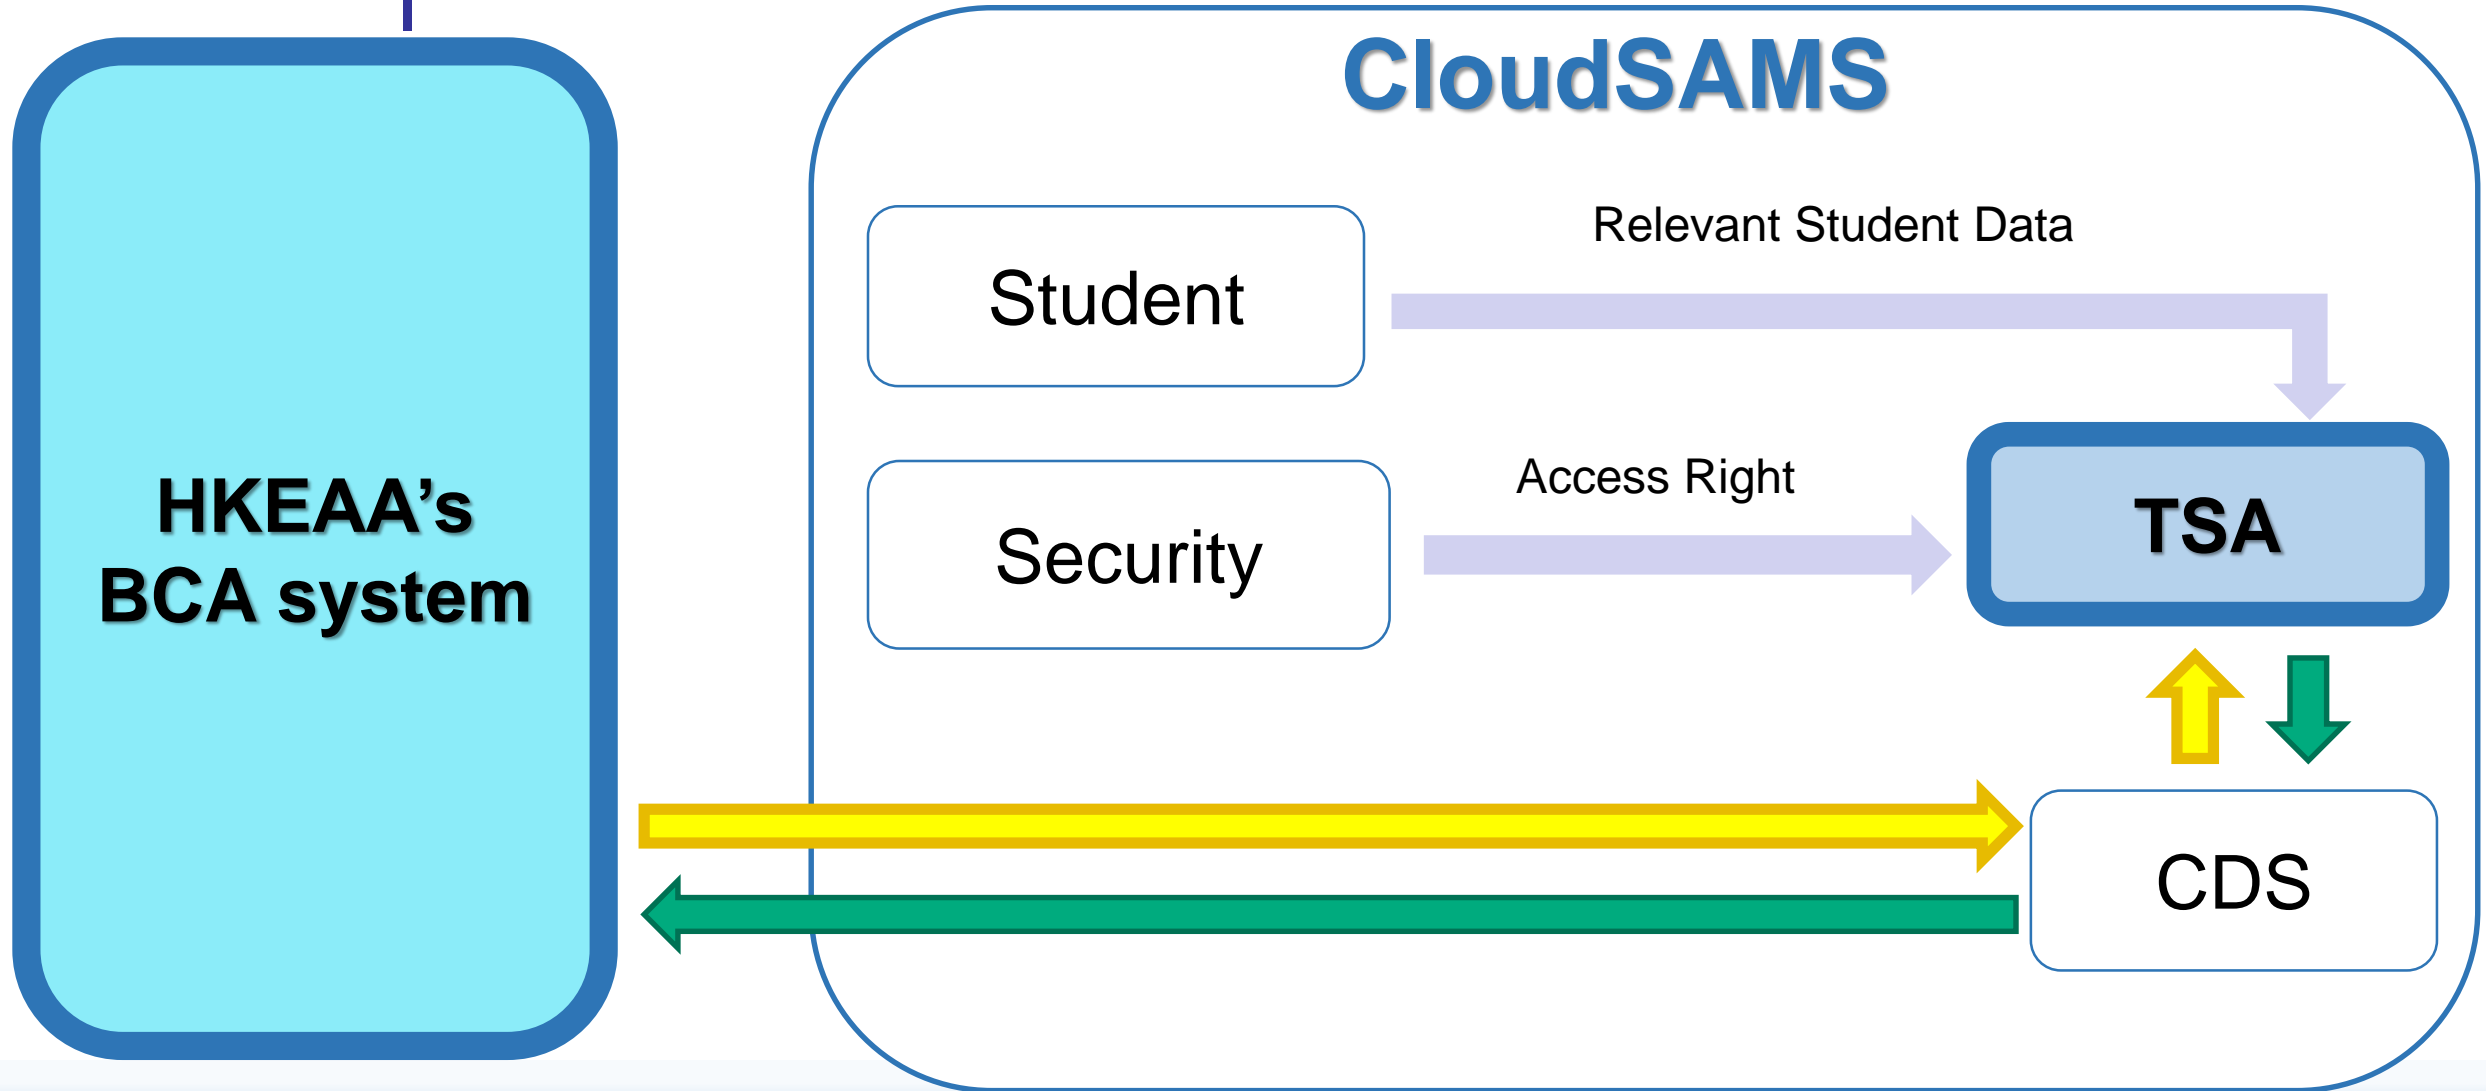 CloudSAMS
HKEAA’s
BCA system
Student
Relevant Student Data
Security
Access Right
TSA
CDS